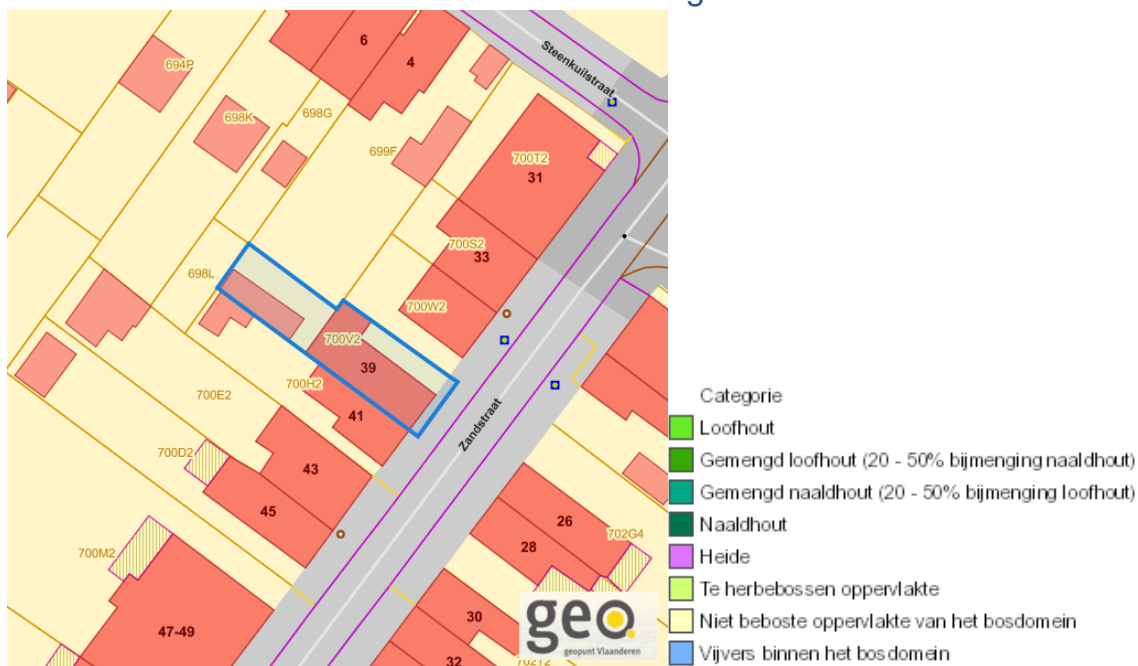 6
4
Steenkuilstraat
694P
698K
698G
699F
700T2
31
700S2
33
698L
700W2
700V2
39
700H2
41
700E2
Zandstraat
43
700D2
45
26
702G4
28
700M2
47-49
30
32
702T2
geo
geopunt Vlaanderen
Categorie
Loofhout
Gemengd loofhout (20 - 50% bijmenging naaldhout)
Gemengd naaldhout (20 - 50% bijmenging loofhout)
Naaldhout
Heide
Te herbebossen oppervlakte
Niet beboste oppervlakte van het bosdomein
Vijvers binnen het bosdomein